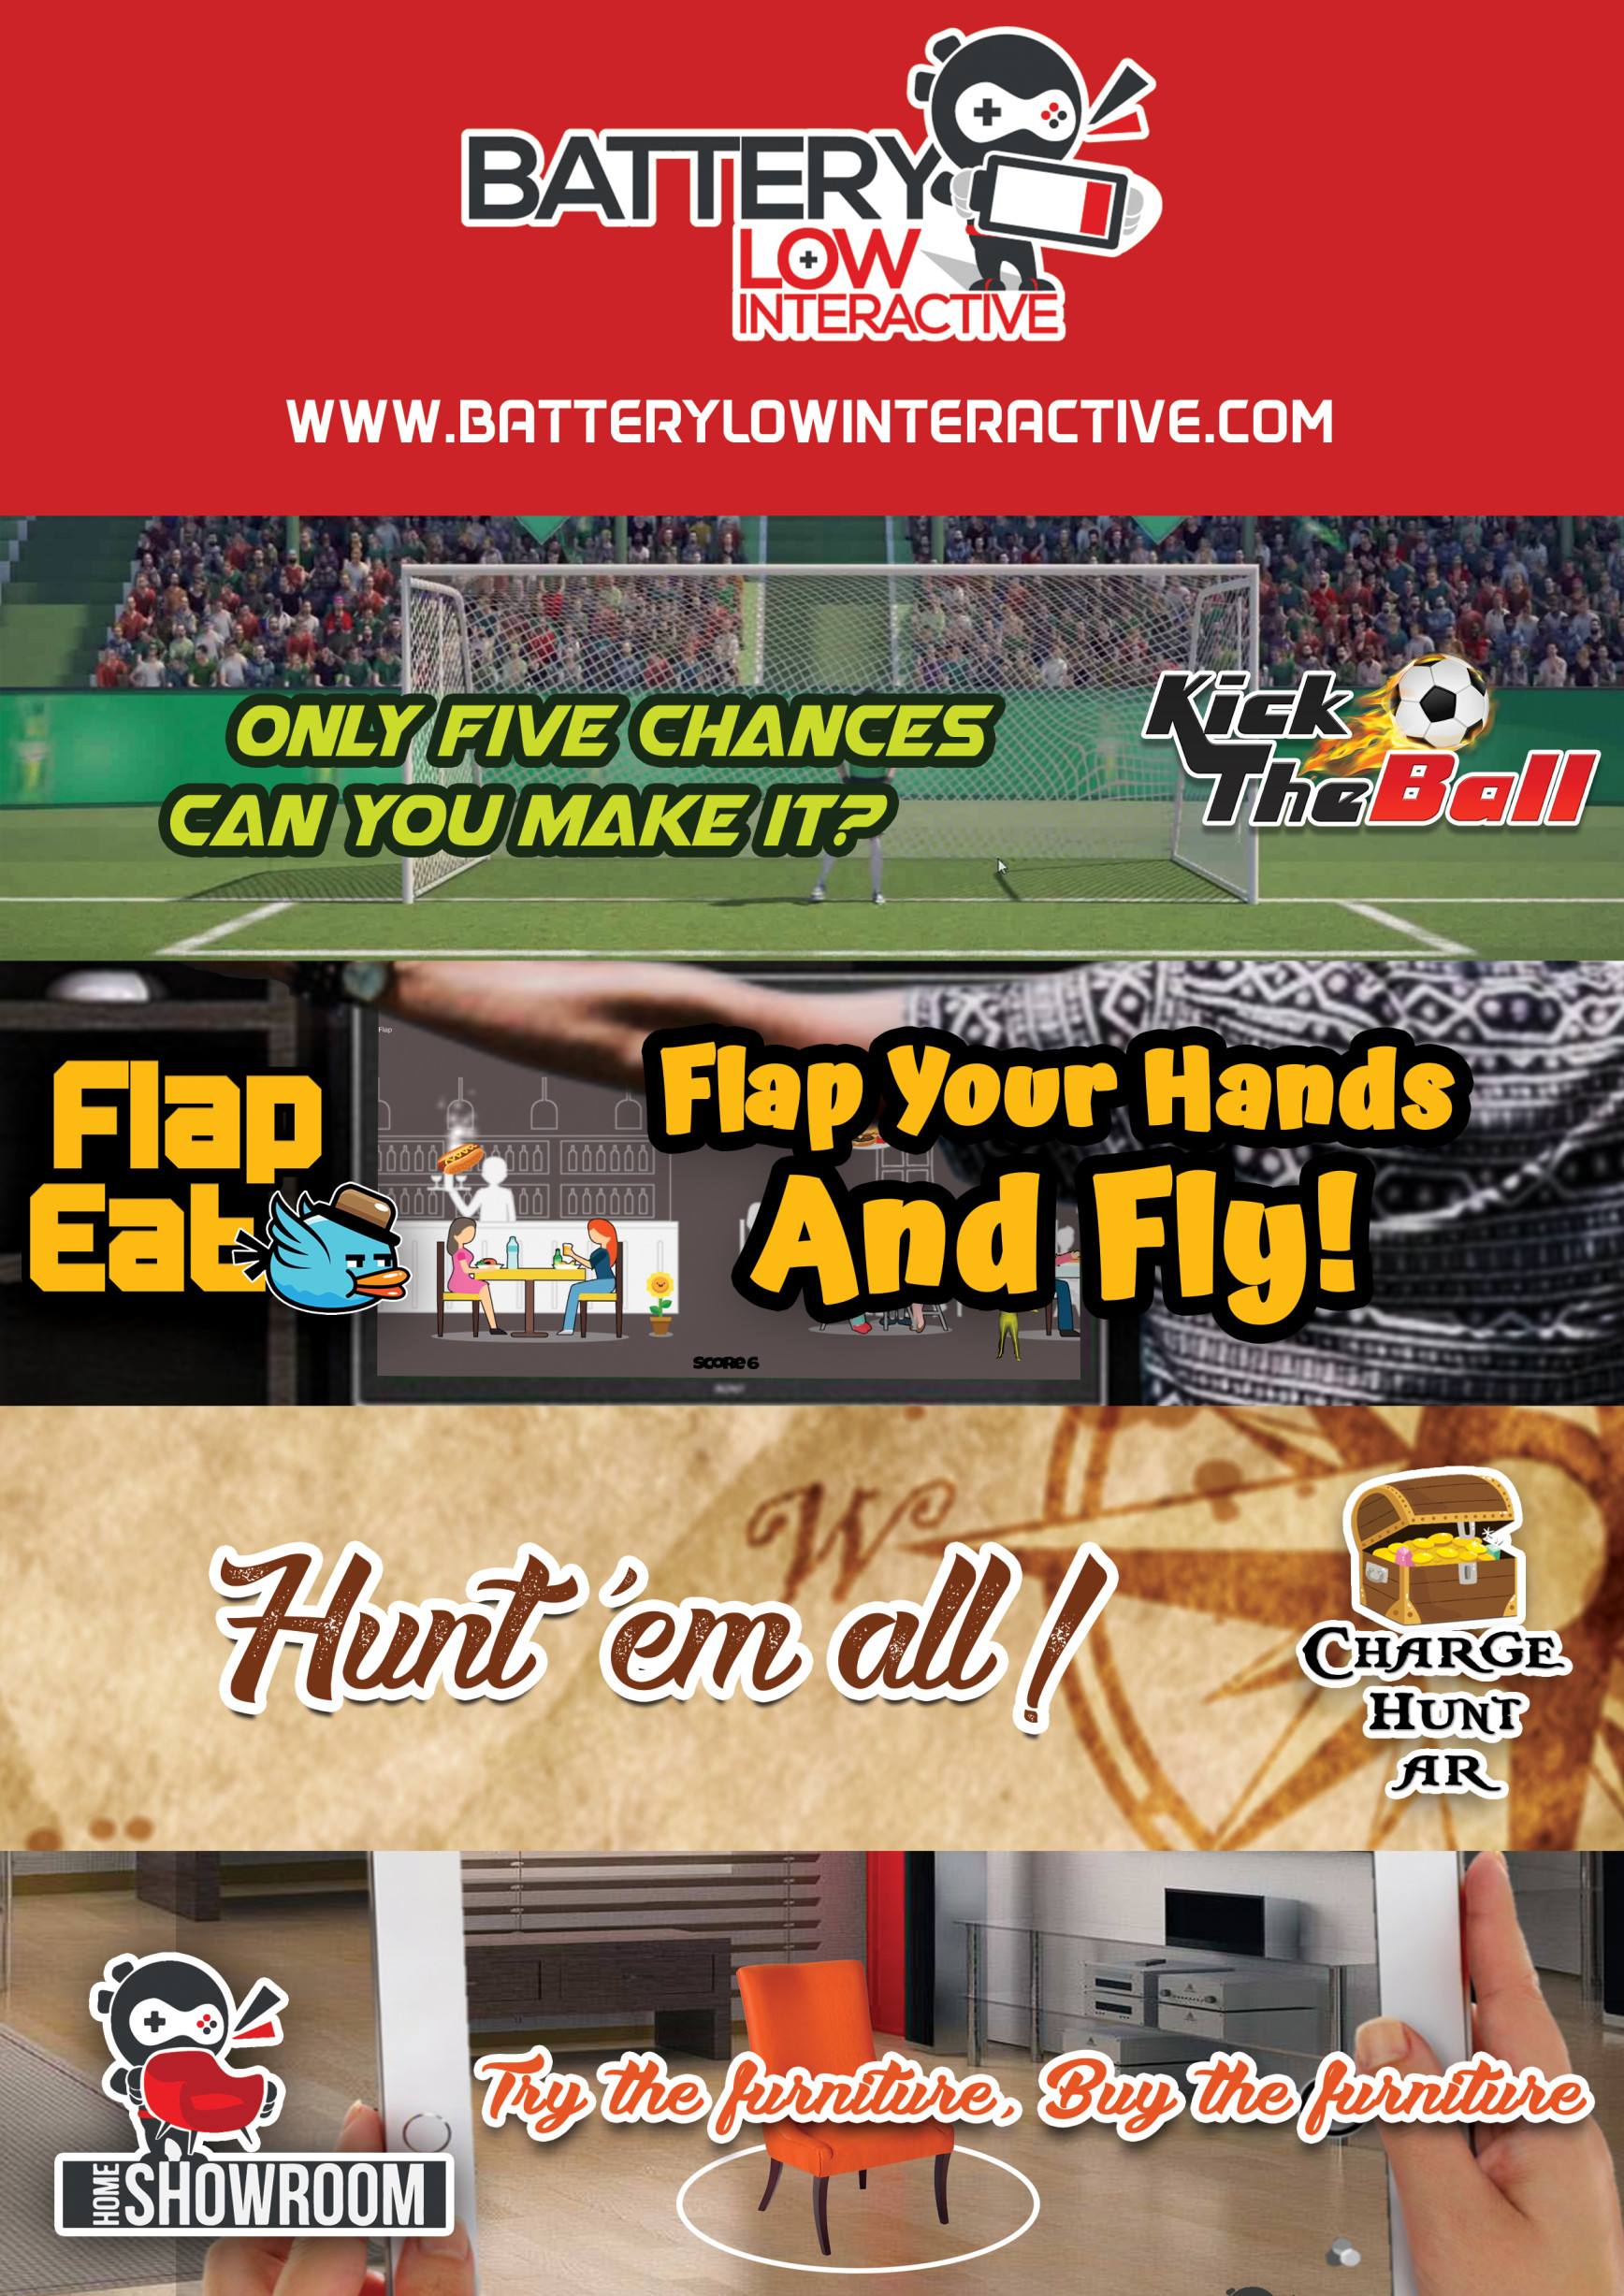 BATTERY
LOW
INTERACTIVE
WWW.BATTERYLOWINTERACTIVE.COM
ONLY FIVE CHANCES
CAN YOU MAKE IT?
Kick
The Ball
Flap
Flap
Eat
Flap Your Hands
And Fly!
SCORE 6
W
Hunt 'em all!
CHARGE
HUNT
AR
Try the furniture, Buy the furniture
HOME SHOWROOM